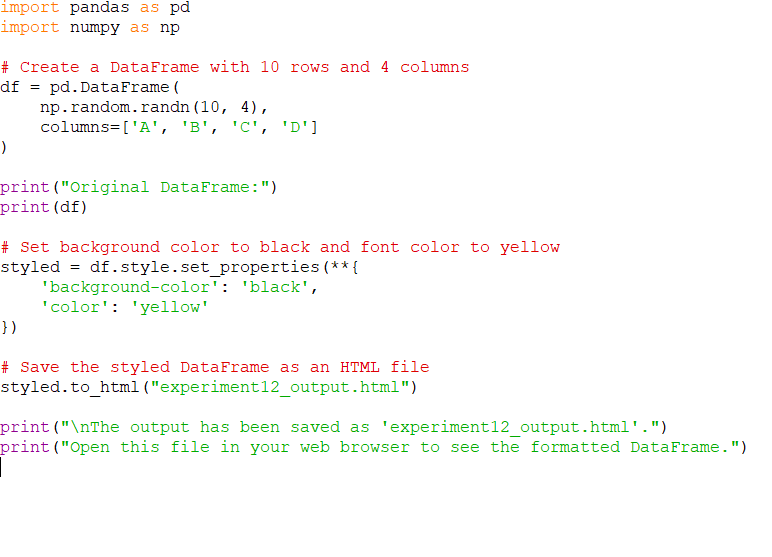 import pandas as pd
import numpy as np
# Create a DataFrame with 10 rows and 4 columns
df = pd.DataFrame(
    np.random.randn(10, 4),
    columns=['A', 'B', 'C', 'D']
)
print("Original DataFrame:")
print(df)
# Set background color to black and font color to yellow
styled = df.style.set_properties(**{
    'background-color': 'black',
    'color': 'yellow'
})
# Save the styled DataFrame as an HTML file
styled.to_html("experiment12_output.html")
print("\nThe output has been saved as 'experiment12_output.html'.")
print("Open this file in your web browser to see the formatted DataFrame.")